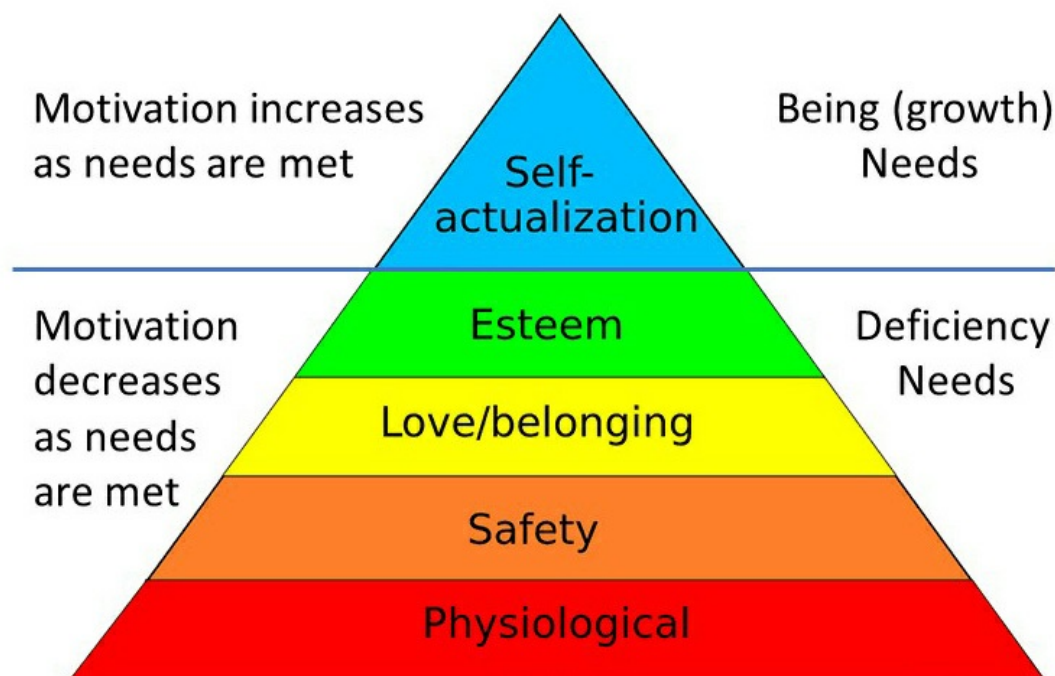 Motivation increases
as needs are met
Being (growth)
Needs
Self-
actualization
Motivation
decreases
as needs
are met
Deficiency
Needs
Esteem
Love/belonging
Safety
Physiological